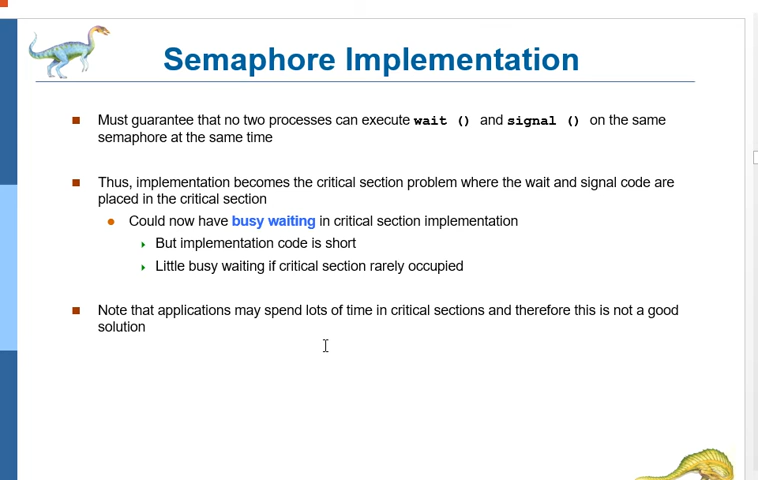 Semaphore Implementation
Must guarantee that no two processes can execute wait () and signal () on the same
semaphore at the same time
Thus, implementation becomes the critical section problem where the wait and signal code are
placed in the critical section
Could now have busy waiting in critical section implementation
But implementation code is short
Little busy waiting if critical section rarely occupied
Note that applications may spend lots of time in critical sections and therefore this is not a good
solution